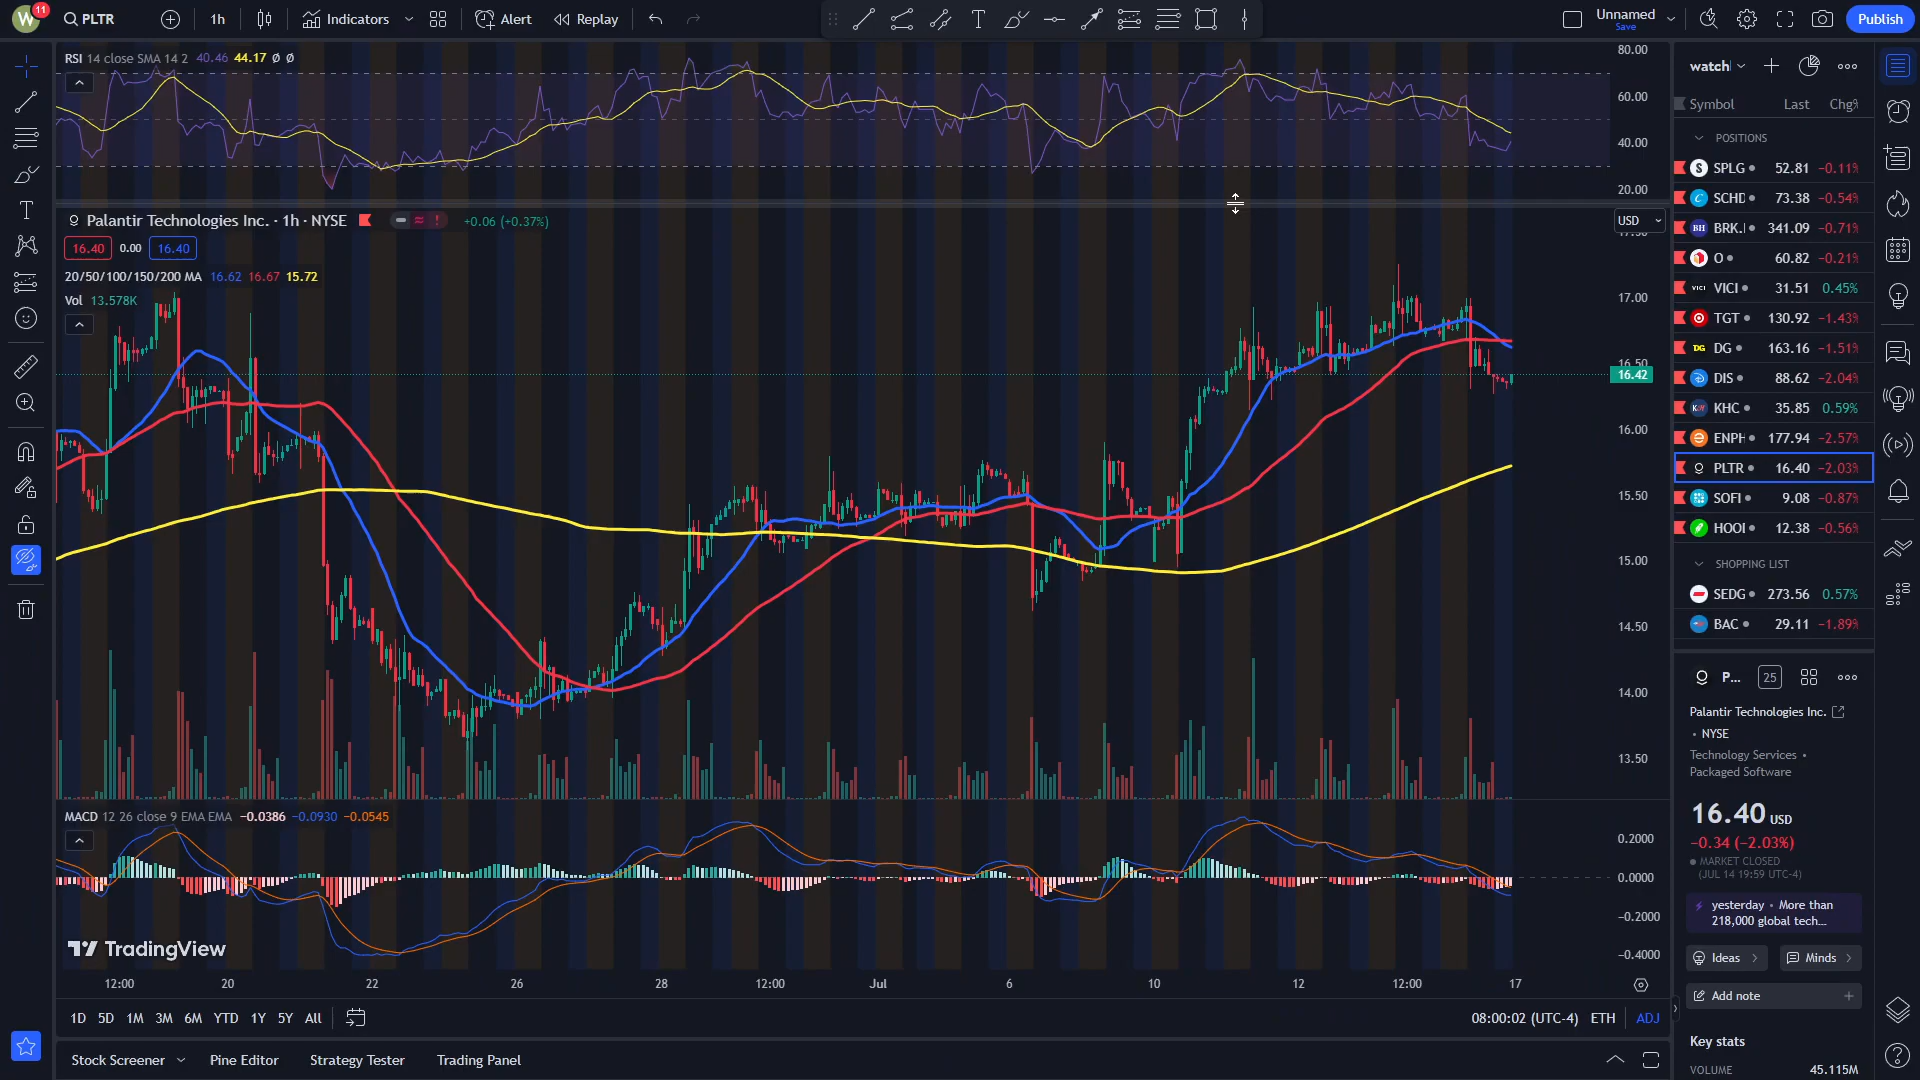 W
11
PLTR
1h
Indicators
Alert
Replay
Unnamed
Save
Publish
RSI 14 close SMA 14 2 40.46 44.17 Ø Ø
80.00
60.00
40.00
20.00
Palantir Technologies Inc. · 1h · NYSE +0.06 (+0.37%)
USD
16.40 0.00 16.40
20/50/100/150/200 MA 16.62 16.67 15.72
Vol 13.578K
17.00
16.50
16.42
16.00
15.50
15.00
14.50
14.00
13.50
MACD 12 26 close 9 EMA EMA −0.0386 −0.0930 −0.0545
0.2000
0.0000
−0.2000
−0.4000
TradingView
12:00 20 22 26 28 12:00 Jul 6 10 12 12:00 17
1D 5D 1M 3M 6M YTD 1Y 5Y All
08:00:02 (UTC-4) ETH ADJ
Stock Screener Pine Editor Strategy Tester Trading Panel
watchl
Symbol Last Chg%
POSITIONS
SPLG 52.81 −0.11%
SCHD 73.38 −0.54%
BRK.I 341.09 −0.71%
O 60.82 −0.21%
VICI 31.51 0.45%
TGT 130.92 −1.43%
DG 163.16 −1.51%
DIS 88.62 −2.04%
KHC 35.85 0.59%
ENPH 177.94 −2.57%
PLTR 16.40 −2.03%
SOFI 9.08 −0.87%
HOOI 12.38 −0.56%
SHOPPING LIST
SEDG 273.56 0.57%
BAC 29.11 −1.89%
P... 25
Palantir Technologies Inc.
• NYSE
Technology Services •
Packaged Software
16.40 USD
−0.34 (−2.03%)
MARKET CLOSED
(JUL 14 19:59 UTC-4)
yesterday • More than
218,000 global tech...
Ideas
Minds
Add note
Key stats
VOLUME 45.115M